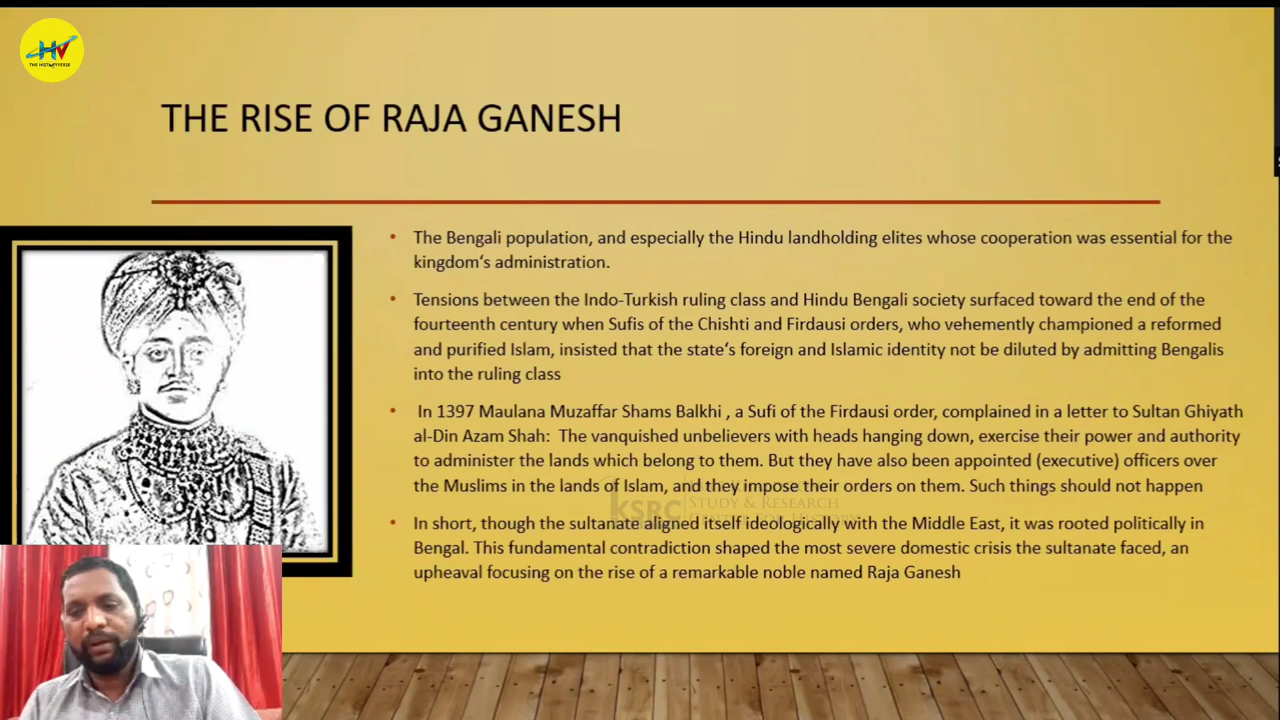 HV
THE HISTORYVERSE
THE RISE OF RAJA GANESH
• The Bengali population, and especially the Hindu landholding elites whose cooperation was essential for the
kingdom‘s administration.
• Tensions between the Indo-Turkish ruling class and Hindu Bengali society surfaced toward the end of the
fourteenth century when Sufis of the Chishti and Firdausi orders, who vehemently championed a reformed
and purified Islam, insisted that the state‘s foreign and Islamic identity not be diluted by admitting Bengalis
into the ruling class
• In 1397 Maulana Muzaffar Shams Balkhi , a Sufi of the Firdausi order, complained in a letter to Sultan Ghiyath
al-Din Azam Shah: The vanquished unbelievers with heads hanging down, exercise their power and authority
to administer the lands which belong to them. But they have also been appointed (executive) officers over
the Muslims in the lands of Islam, and they impose their orders on them. Such things should not happen
KSRC
STUDY & RESEARCH
CENTER FOR HISTORY
• In short, though the sultanate aligned itself ideologically with the Middle East, it was rooted politically in
Bengal. This fundamental contradiction shaped the most severe domestic crisis the sultanate faced, an
upheaval focusing on the rise of a remarkable noble named Raja Ganesh